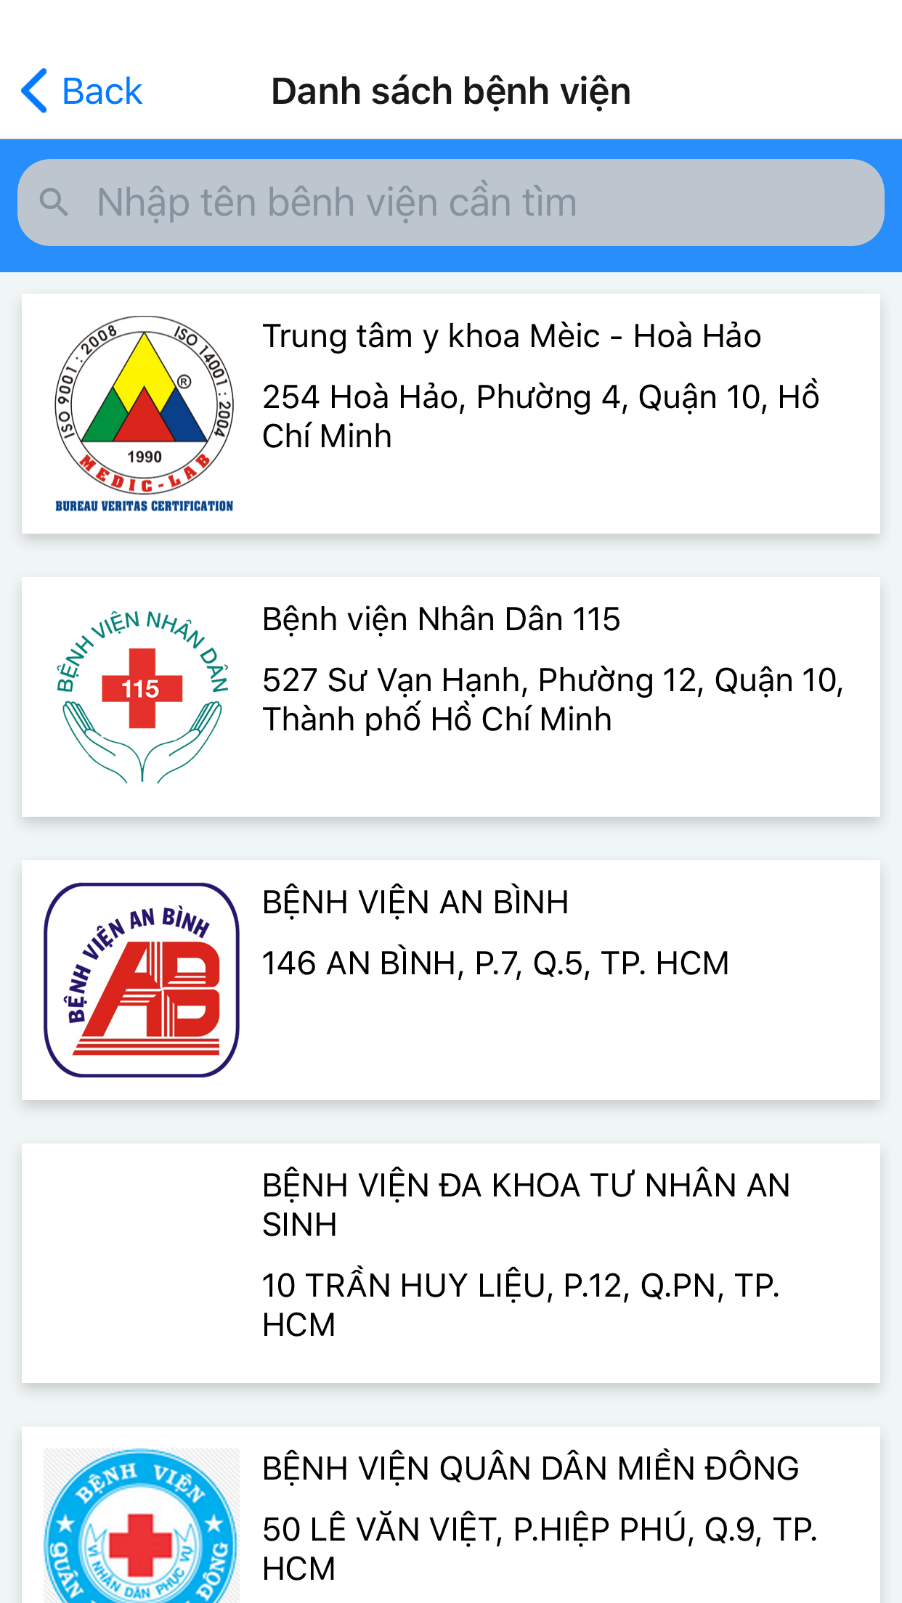 Back
Danh sách bệnh viện
Nhập tên bênh viện cần tìm
ISO 9001 : 2008
ISO 14001 : 2004
®
1990
MEDIC-LAB
BUREAU VERITAS CERTIFICATION
Trung tâm y khoa Mèic - Hoà Hảo
254 Hoà Hảo, Phường 4, Quận 10, Hồ
Chí Minh
BỆNH VIỆN NHÂN DÂN
115
Bệnh viện Nhân Dân 115
527 Sư Vạn Hạnh, Phường 12, Quận 10,
Thành phố Hồ Chí Minh
BỆNH VIỆN AN BÌNH
AB
BỆNH VIỆN AN BÌNH
146 AN BÌNH, P.7, Q.5, TP. HCM
BỆNH VIỆN ĐA KHOA TƯ NHÂN AN
SINH
10 TRẦN HUY LIỆU, P.12, Q.PN, TP.
HCM
BỆNH VIỆN
QUÂN
ĐÔNG
VÌ NHÂN DÂN PHỤC VỤ
BỆNH VIỆN QUÂN DÂN MIỀN ĐÔNG
50 LÊ VĂN VIỆT, P.HIỆP PHÚ, Q.9, TP.
HCM